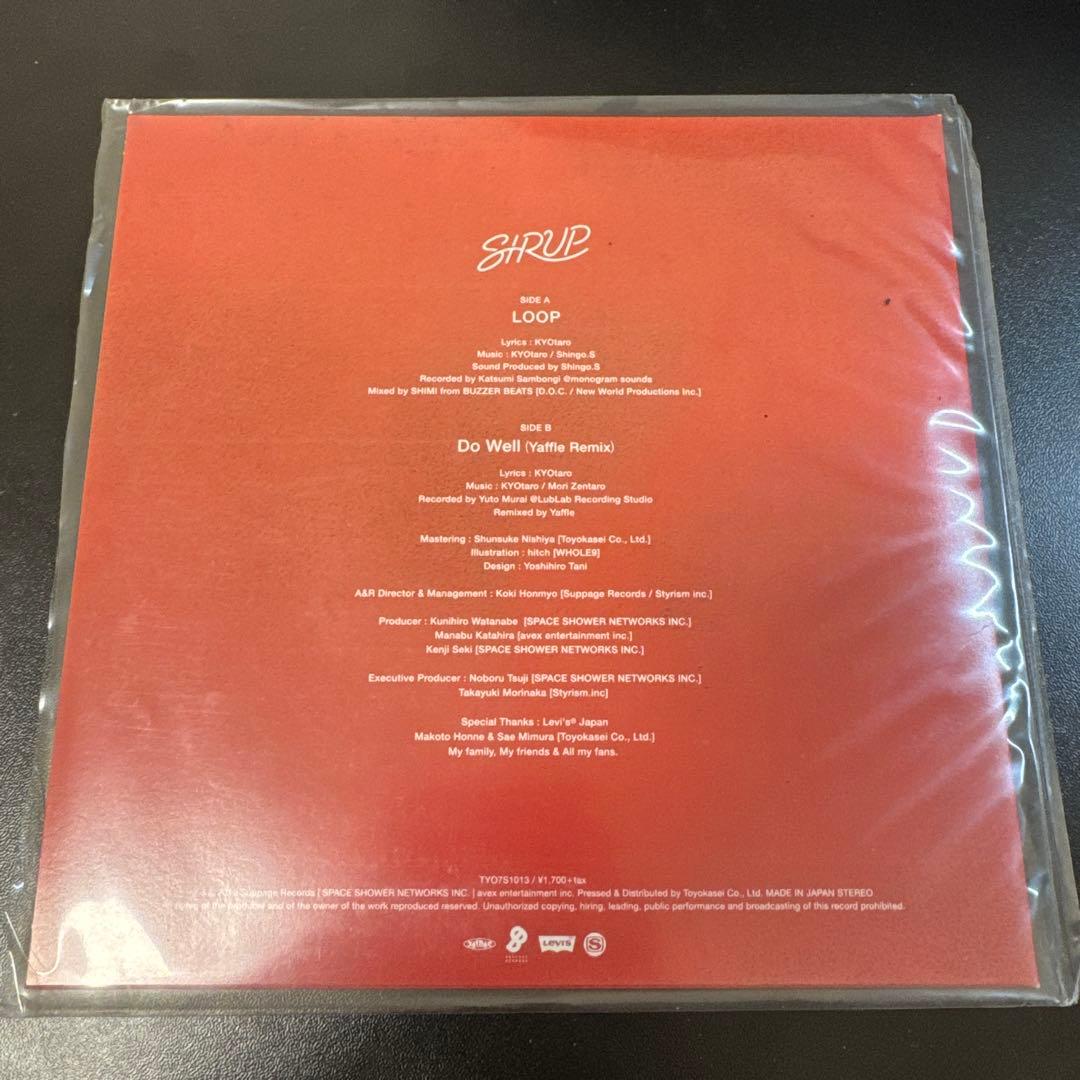 SIRUP
SIDE A
LOOP
Lyrics : KYOtaro
Music : KYOtaro / Shingo.S
Sound Produced by Shingo.S
Recorded by Katsumi Sambongi @monogram sounds
Mixed by SHIMI from BUZZER BEATS [D.O.C. / New World Productions Inc.]
SIDE B
Do Well (Yaffle Remix)
Lyrics : KYOtaro
Music : KYOtaro / Mori Zentaro
Recorded by Yuto Murai @LubLab Recording Studio
Remixed by Yaffle
Mastering : Shunsuke Nishiya [Toyokasei Co., Ltd.]
Illustration : hitch [WHOLE9]
Design : Yoshihiro Tani
A&R Director & Management : Koki Honmyo [Suppage Records / Styrism inc.]
Producer : Kunihiro Watanabe [SPACE SHOWER NETWORKS INC.]
Manabu Katahira [avex entertainment inc.]
Kenji Seki [SPACE SHOWER NETWORKS INC.]
Executive Producer : Noboru Tsuji [SPACE SHOWER NETWORKS INC.]
Takayuki Morinaka [Styrism.inc]
Special Thanks : Levi's® Japan
Makoto Honne & Sae Mimura [Toyokasei Co., Ltd.]
My family, My friends & All my fans.
TYO7S1013 / ¥1,700+tax
Suppage Records [ SPACE SHOWER NETWORKS INC. ] avex entertainment inc. Pressed & Distributed by Toyokasei Co., Ltd. MADE IN JAPAN STEREO
of the producer and of the owner of the work reproduced reserved. Unauthorized copying, hiring, leading, public performance and broadcasting of this record prohibited.
Levi's
S